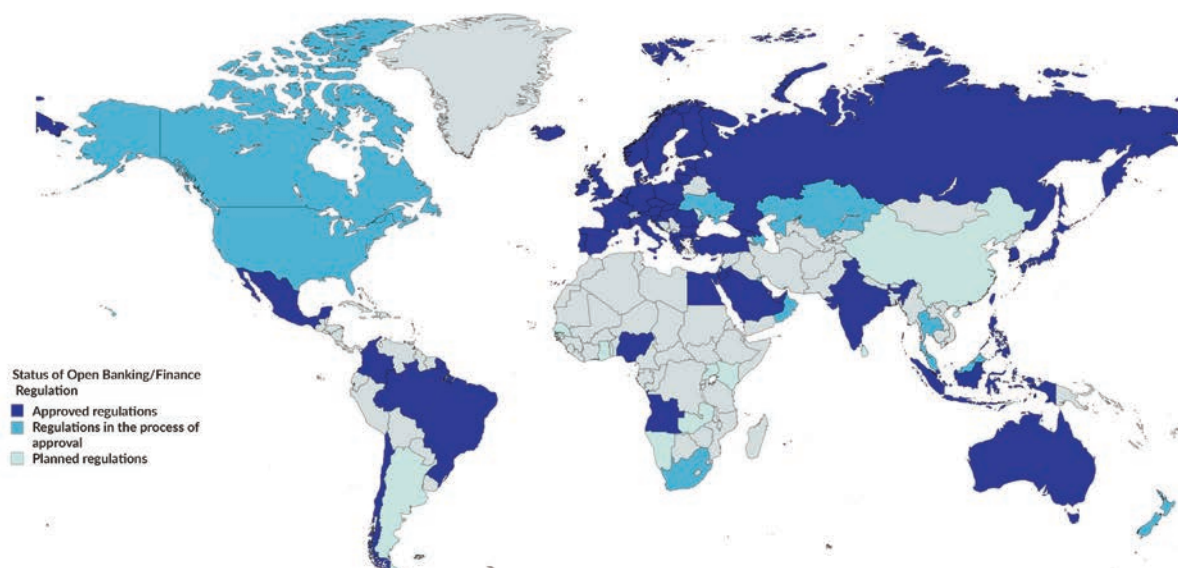 Status of Open Banking/Finance
Regulation
Approved regulations
Regulations in the process of
approval
Planned regulations